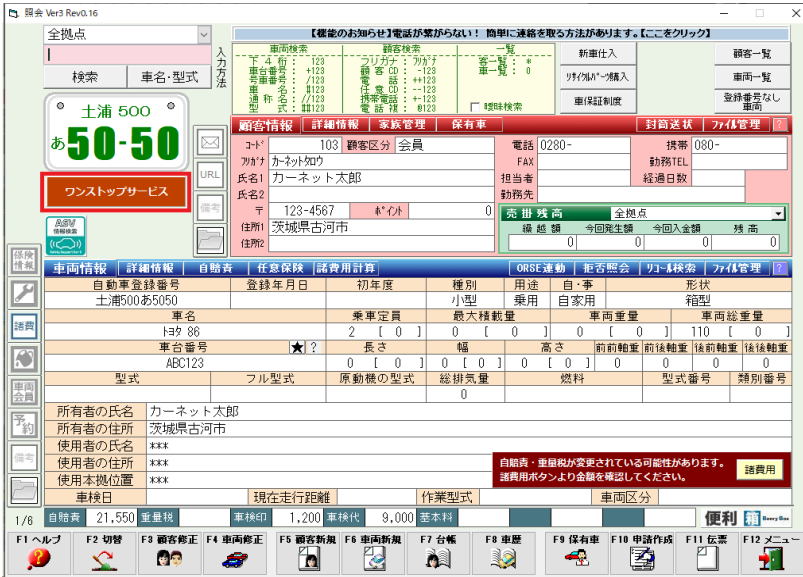 照会 Ver3 Rev0.16
全拠点
【機能のお知らせ】電話が繋がらない! 簡単に連絡を取る方法があります。【ここをクリック】
入力方法
検索 車名・型式
車両検索 顧客検索 一覧
下4桁: 123 フリガナ: フリガナ 客一覧: *
車台番号: +123 顧客CD: -123 車一覧: 0
号車番号: /123 電話: ++123
車名: #123 任意CD: --123
通称名: //123 携帯電話: +-123
型式: ##123 電話複: @123
曖昧検索
新車仕入 顧客一覧
ﾘｻｲｸﾙﾊﾟｰﾂ購入 車両一覧
車保証制度 登録番号なし車両
土浦 500
あ50-50
ワンストップサービス
URL
備考
ASV
情報検索
顧客情報 詳細情報 家族管理 保有車 封筒送状 ﾌｧｲﾙ管理 ?
ｺｰﾄﾞ 103 顧客区分 会員 電話 0280- 携帯 080-
ﾌﾘｶﾞﾅ ｶｰﾈｯﾄﾀﾛｳ FAX 勤務TEL
氏名1 カーネット太郎 担当者 経過日数
氏名2 勤務先
〒 123-4567 ﾎﾟｲﾝﾄ 0 売掛残高 全拠点
住所1 茨城県古河市 繰越額 今回発生額 今回入金額 残高
住所2 0 0 0 0
保険情報
諸費
車両会員
予約
備考
車両情報 詳細情報 自賠責 任意保険 諸費用計算 ORSE連動 拒否照会 ﾘｺｰﾙ検索 ﾌｧｲﾙ管理 ?
自動車登録番号 登録年月日 初年度 種別 用途 自・事 形状
土浦500あ5050 小型 乗用 自家用 箱型
車名 乗車定員 最大積載量 車両重量 車両総重量
ﾄﾖﾀ 86 2 [ 0 ] 0 [ 0 ] 0 [ 0 ] 110 [ 0 ]
車台番号 ★ ? 長さ 幅 高さ 前前軸重 前後軸重 後前軸重 後後軸重
ABC123 0 [ 0 ] 0 [ 0 ] 0 [ 0 ] 0 0 0 0
型式 フル型式 原動機の型式 総排気量 燃料 型式番号 類別番号
0
所有者の氏名 カーネット太郎
所有者の住所 茨城県古河市
使用者の氏名 ***
使用者の住所 ***
使用本拠位置 ***
自賠責・重量税が変更されている可能性があります。
諸費用ボタンより金額を確認してください。
諸費用
車検日 現在走行距離 作業型式 車両区分
1/6 自賠責 21,550 重量税 車検印 1,200 車検代 9,000 基本料 便利箱
F1 ヘルプ F2 切替 F3 顧客修正 F4 車両修正 F5 顧客新規 F6 車両新規 F7 台帳 F8 車歴 F9 保有車 F10 申請作成 F11 伝票 F12 メニュー